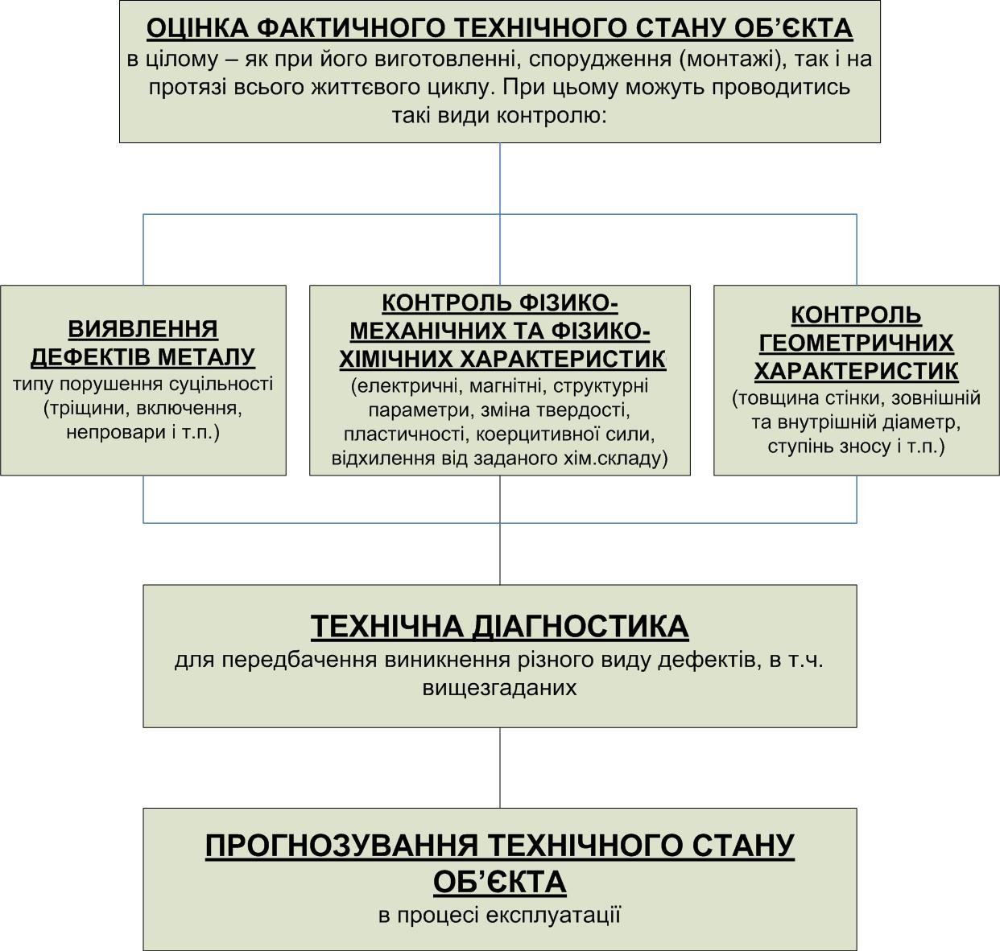 ОЦІНКА ФАКТИЧНОГО ТЕХНІЧНОГО СТАНУ ОБ’ЄКТА
в цілому – як при його виготовленні, спорудження (монтажі), так і на
протязі всього життєвого циклу. При цьому можуть проводитись
такі види контролю:
ВИЯВЛЕННЯ
ДЕФЕКТІВ МЕТАЛУ
типу порушення суцільності
(тріщини, включення,
непровари і т.п.)
КОНТРОЛЬ ФІЗИКО-
МЕХАНІЧНИХ ТА ФІЗИКО-
ХІМІЧНИХ ХАРАКТЕРИСТИК
(електричні, магнітні, структурні
параметри, зміна твердості,
пластичності, коерцитивної сили,
відхилення від заданого хім.складу)
КОНТРОЛЬ
ГЕОМЕТРИЧНИХ
ХАРАКТЕРИСТИК
(товщина стінки, зовнішній
та внутрішній діаметр,
ступінь зносу і т.п.)
ТЕХНІЧНА ДІАГНОСТИКА
для передбачення виникнення різного виду дефектів, в т.ч.
вищезгаданих
ПРОГНОЗУВАННЯ ТЕХНІЧНОГО СТАНУ
ОБ’ЄКТА
в процесі експлуатації